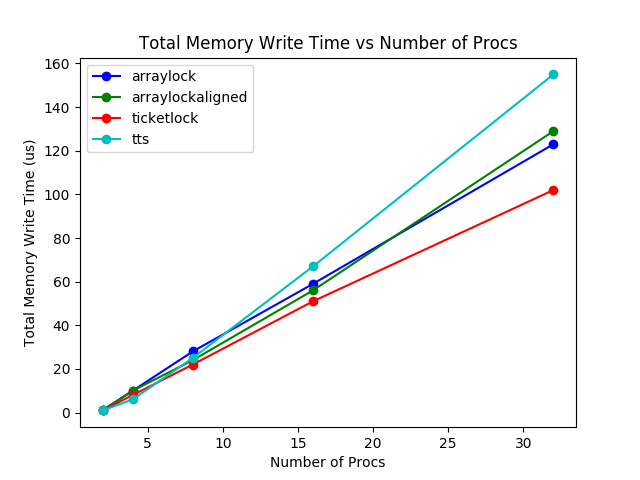 Total Memory Write Time vs Number of Procs
arraylock
arraylockaligned
ticketlock
tts
Total Memory Write Time (us)
160
140
120
100
80
60
40
20
0
5 10 15 20 25 30
Number of Procs